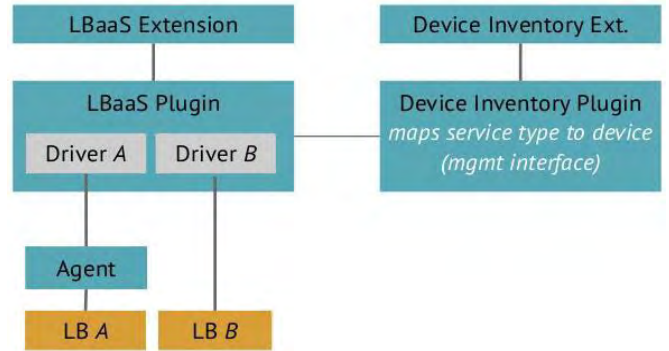 LBaaS Extension
Device Inventory Ext.
LBaaS Plugin
Driver A
Driver B
Device Inventory Plugin
maps service type to device
(mgmt interface)
Agent
LB A
LB B